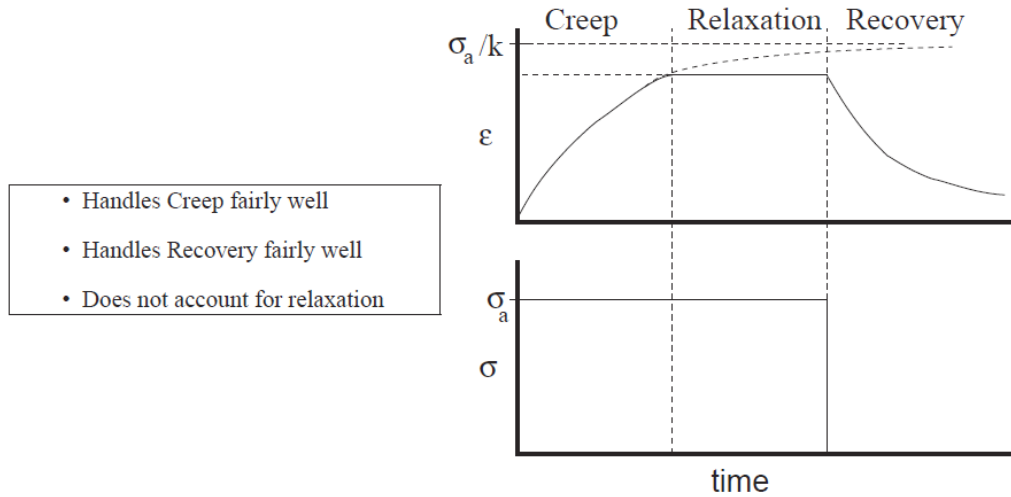 Creep Relaxation Recovery
σₐ/k
ε
• Handles Creep fairly well
• Handles Recovery fairly well
• Does not account for relaxation
σₐ
σ
time